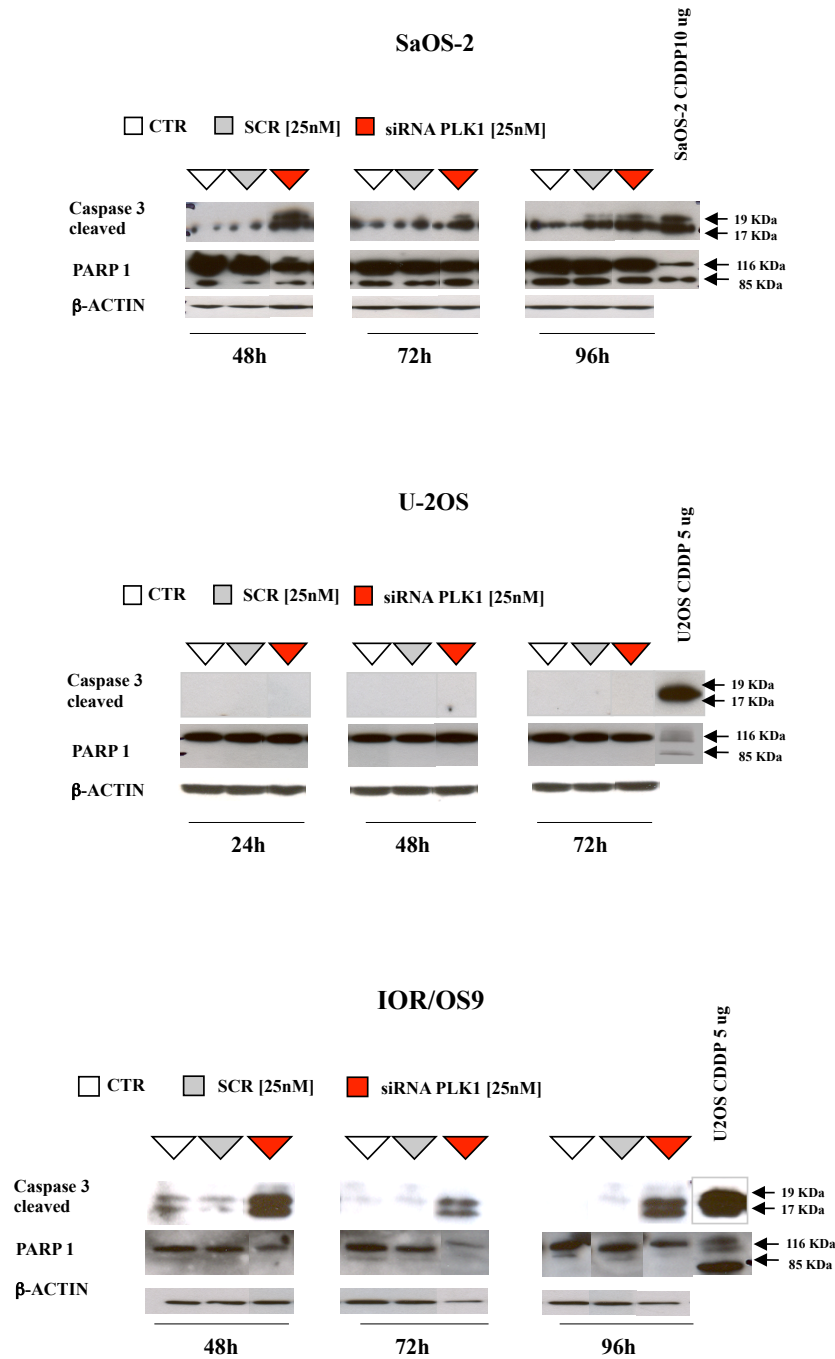 SaOS-2
SaOS-2 CDDP10 ug
CTR SCR [25nM] siRNA PLK1 [25nM]
Caspase 3
cleaved
19 KDa
17 KDa
PARP 1
116 KDa
85 KDa
β-ACTIN
48h 72h 96h
U-2OS
U2OS CDDP 5 ug
CTR SCR [25nM] siRNA PLK1 [25nM]
Caspase 3
cleaved
19 KDa
17 KDa
PARP 1
116 KDa
85 KDa
β-ACTIN
24h 48h 72h
IOR/OS9
U2OS CDDP 5 ug
CTR SCR [25nM] siRNA PLK1 [25nM]
Caspase 3
cleaved
19 KDa
17 KDa
PARP 1
116 KDa
85 KDa
β-ACTIN
48h 72h 96h